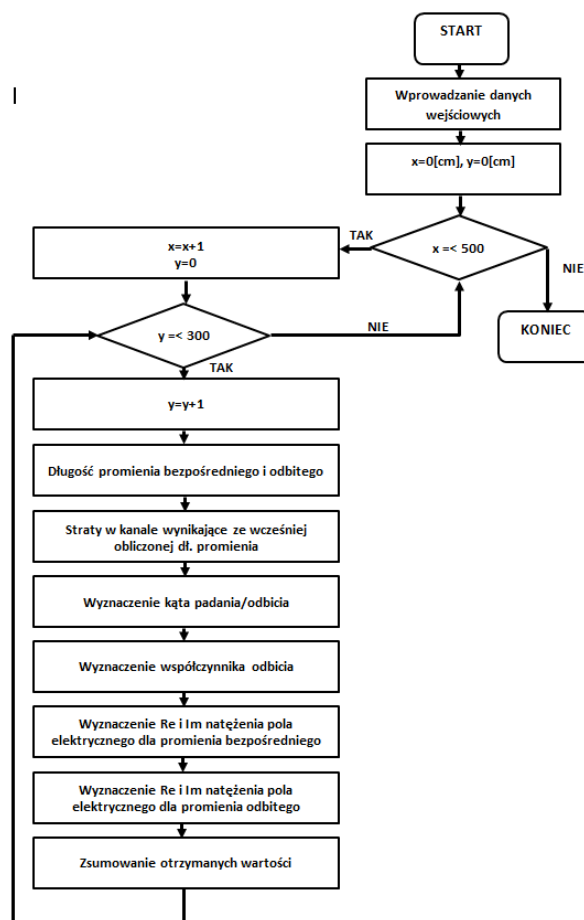 START
Wprowadzanie danych
wejściowych
x=0[cm], y=0[cm]
x =< 500
TAK
NIE
KONIEC
x=x+1
y=0
y =< 300
NIE
TAK
y=y+1
Długość promienia bezpośredniego i odbitego
Straty w kanale wynikające ze wcześniej
obliczonej dł. promienia
Wyznaczenie kąta padania/odbicia
Wyznaczenie współczynnika odbicia
Wyznaczenie Re i Im natężenia pola
elektrycznego dla promienia bezpośredniego
Wyznaczenie Re i Im natężenia pola
elektrycznego dla promienia odbitego
Zsumowanie otrzymanych wartości